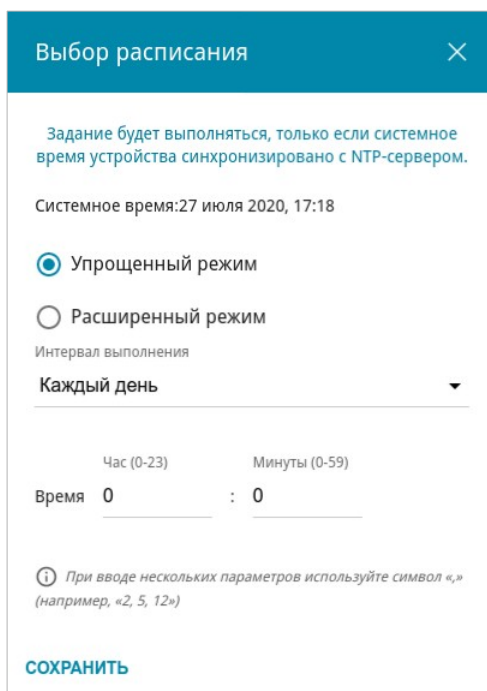 Выбор расписания
Задание будет выполняться, только если системное
время устройства синхронизировано с NTP-сервером.
Системное время:27 июля 2020, 17:18
Упрощенный режим
Расширенный режим
Интервал выполнения
Каждый день
Час (0-23) Минуты (0-59)
Время 0 : 0
При вводе нескольких параметров используйте символ «,»
(например, «2, 5, 12»)
СОХРАНИТЬ